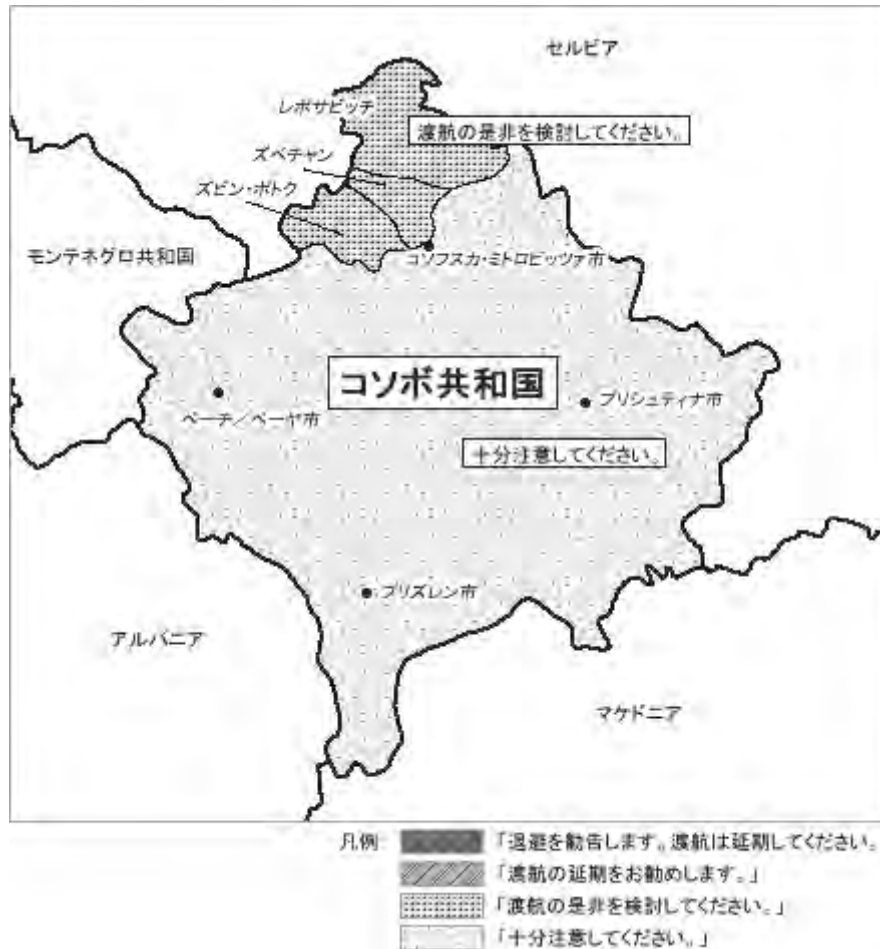 セルビア
レポサビッチ
渡航の是非を検討してください。
ズベチャン
ズビン・ポトク
モンテネグロ共和国
コソフスカ・ミトロビッツァ市
コソボ共和国
プリシュティナ市
ペーチ／ペーヤ市
十分注意してください。
プリズレン市
アルバニア
マケドニア
凡例
「退避を勧告します。渡航は延期してください。
「渡航の延期をお勧めします。」
「渡航の是非を検討してください。」
「十分注意してください。」